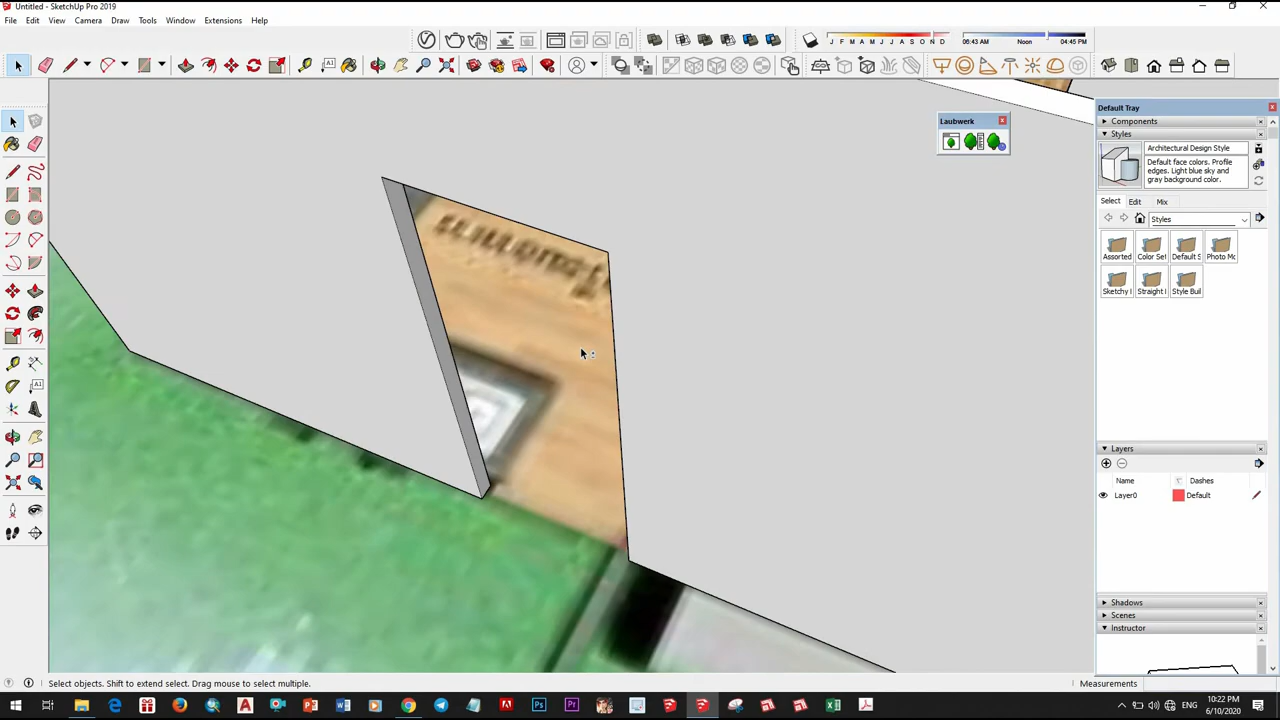 Untitled - SketchUp Pro 2019
File Edit View Camera Draw Tools Window Extensions Help
J F M A M J J A S O N D 06:43 AM Noon 04:45 PM
Default Tray
Components
Laubwerk
Styles
Architectural Design Style
Default face colors. Profile edges. Light blue sky and gray background color.
Select Edit Mix
Styles
Assorted Color Set Default S Photo Mo
Sketchy I Straight I Style Buil
Layers
Name Dashes
Layer0 Default
Shadows
Scenes
Instructor
Select objects. Shift to extend select. Drag mouse to select multiple. Measurements
10:22 PM
6/10/2020